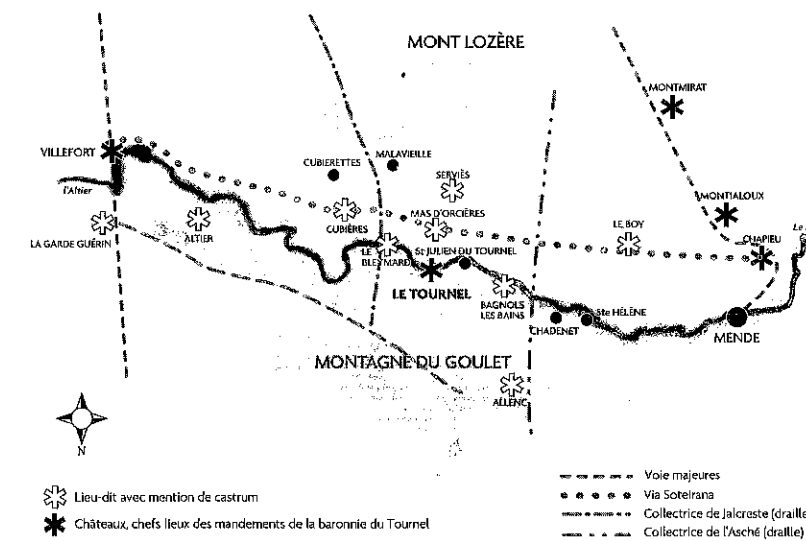 MONT LOZÈRE
MONTMIRAT
VILLEFORT
CUBIERETTES
MALAVIEILLE
SERVIÈS
l'Altier
MONTIALOUX
LA GARDE GUÉRIN
ALTIER
CUBIÈRES
MAS D'ORCIÈRES
LE BOY
CHAPIEU
LE BLEYMARD
St JULIEN DU TOURNEL
LE TOURNEL
BAGNOLS
LES BAINS
CHADENET
Ste HÉLÈNE
MENDE
MONTAGNE DU GOULET
ALLENC
N
Lieu-dit avec mention de castrum
Châteaux, chefs lieux des mandements de la baronnie du Tournel
Voie majeures
Via Soteirana
Collectrice de Jalcreste (draille)
Collectrice de l'Asché (draille)